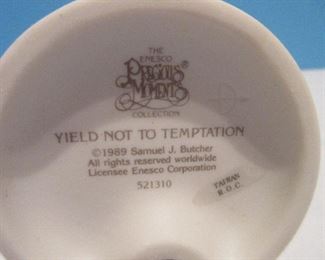 THE
ENESCO
PRECIOUS®
MOMENTS
COLLECTION
YIELD NOT TO TEMPTATION
©1989 Samuel J. Butcher
All rights reserved worldwide
Licensee Enesco Corporation
521310
TAIWAN
R.O.C.